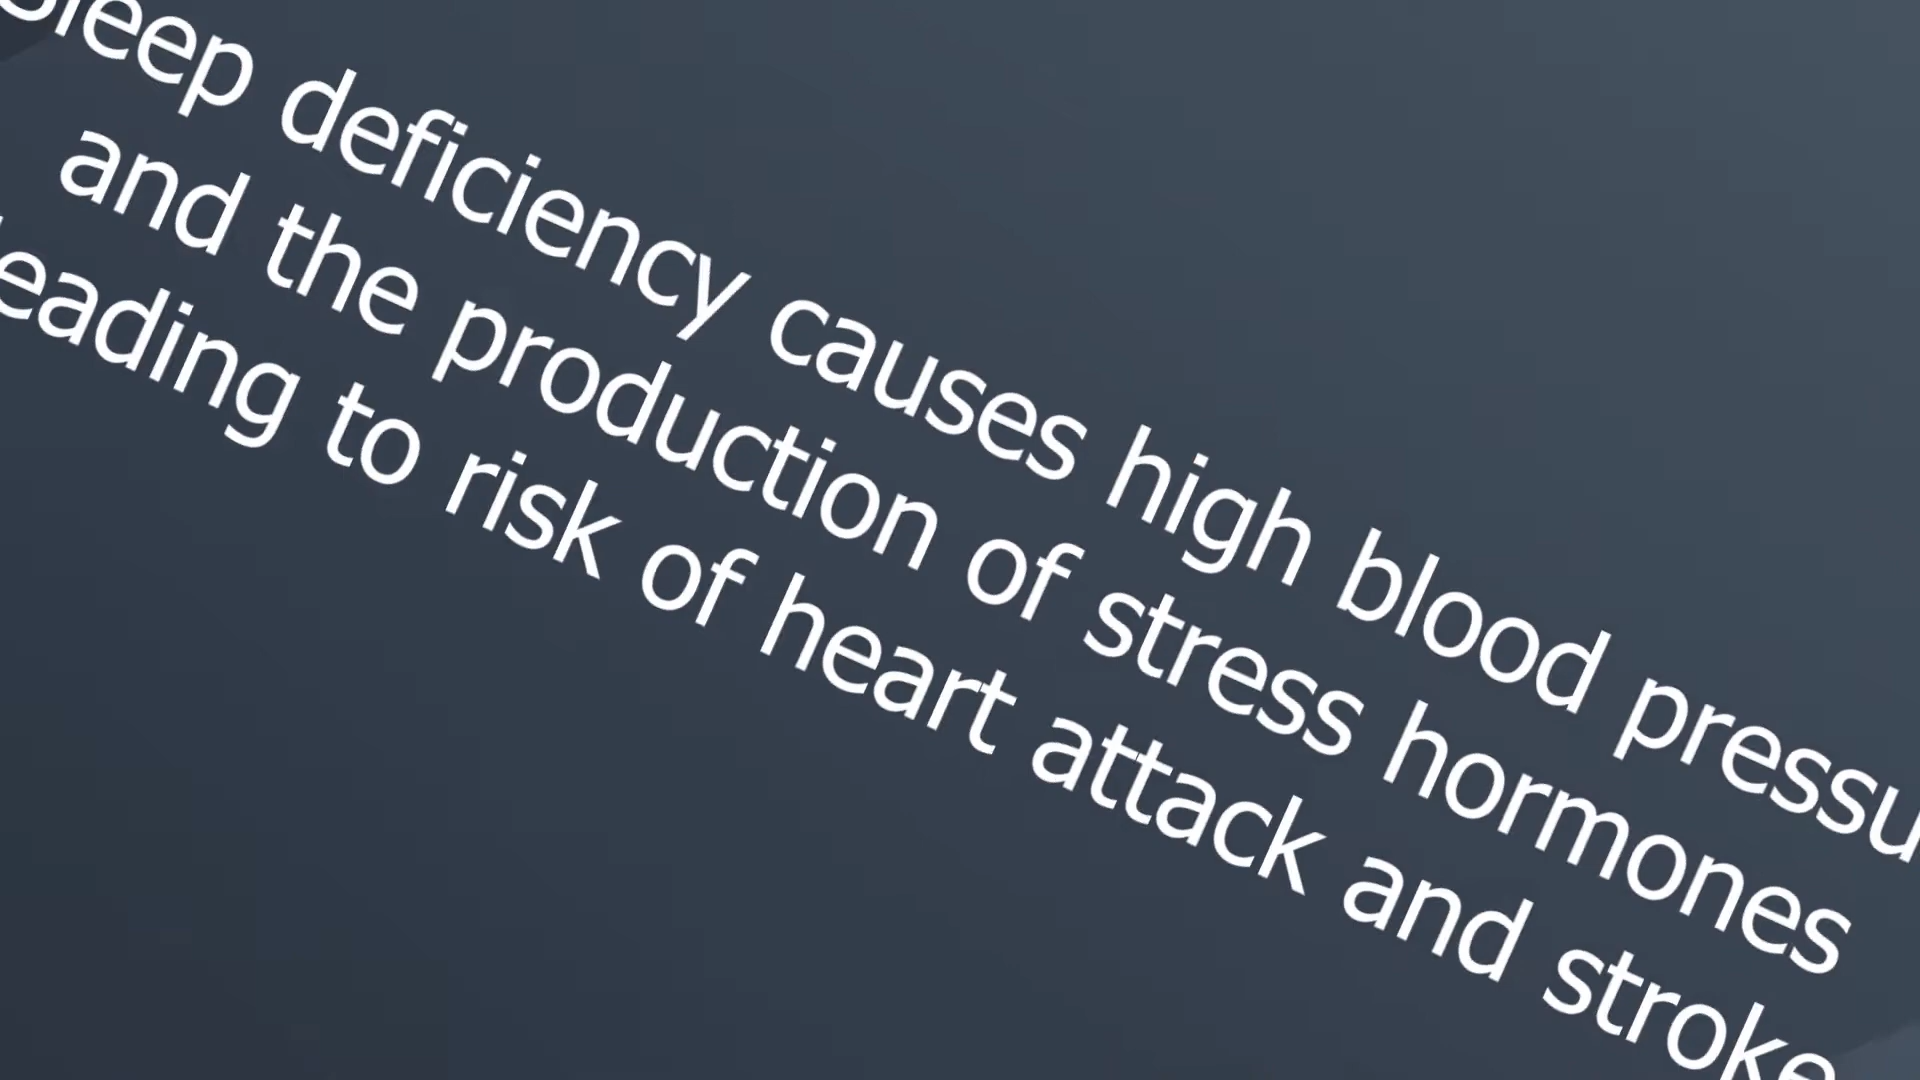 Sleep deficiency causes high blood pressu
and the production of stress hormones
leading to risk of heart attack and stroke